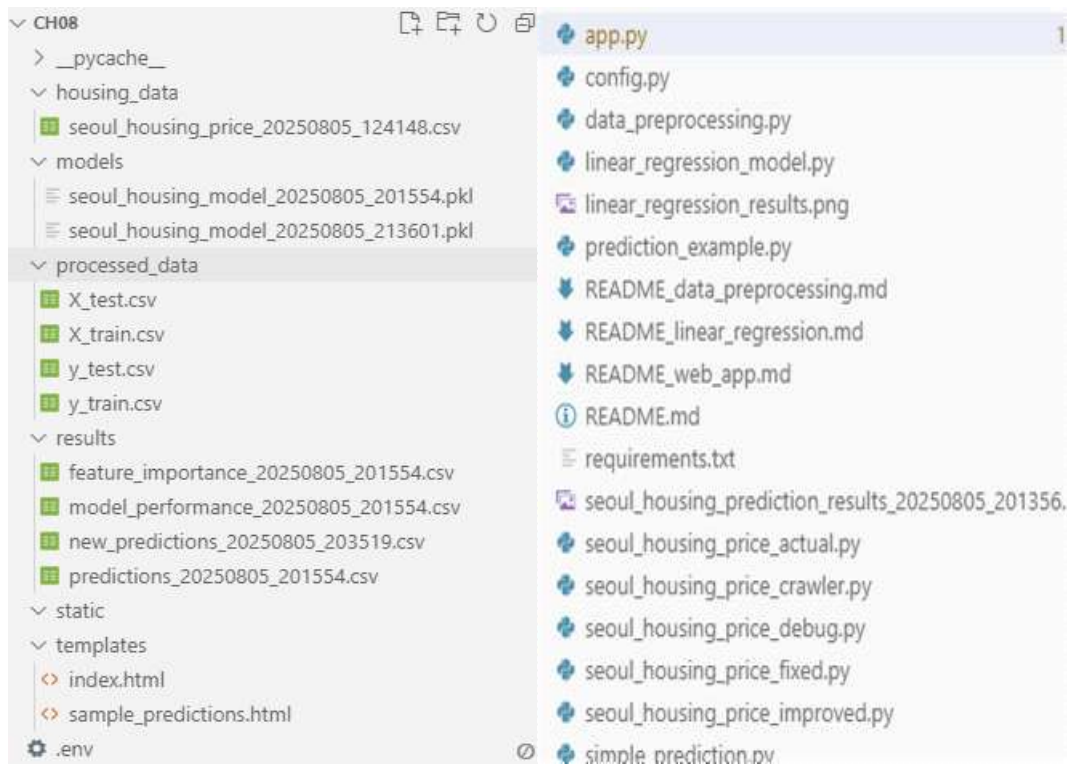 CH08
__pycache__
housing_data
seoul_housing_price_20250805_124148.csv
models
seoul_housing_model_20250805_201554.pkl
seoul_housing_model_20250805_213601.pkl
processed_data
X_test.csv
X_train.csv
y_test.csv
y_train.csv
results
feature_importance_20250805_201554.csv
model_performance_20250805_201554.csv
new_predictions_20250805_203519.csv
predictions_20250805_201554.csv
static
templates
index.html
sample_predictions.html
.env
app.py 1
config.py
data_preprocessing.py
linear_regression_model.py
linear_regression_results.png
prediction_example.py
README_data_preprocessing.md
README_linear_regression.md
README_web_app.md
README.md
requirements.txt
seoul_housing_prediction_results_20250805_201356.
seoul_housing_price_actual.py
seoul_housing_price_crawler.py
seoul_housing_price_debug.py
seoul_housing_price_fixed.py
seoul_housing_price_improved.py
simple_prediction.py